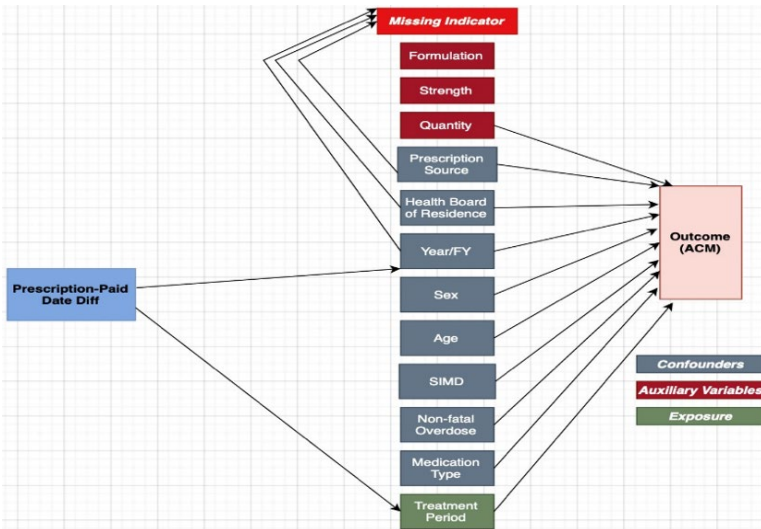 Missing Indicator
Formulation
Strength
Quantity
Prescription
Source
Health Board
of Residence
Year/FY
Sex
Age
SIMD
Non-fatal
Overdose
Medication
Type
Treatment
Period
Prescription-Paid
Date Diff
Outcome
(ACM)
Confounders
Auxiliary Variables
Exposure